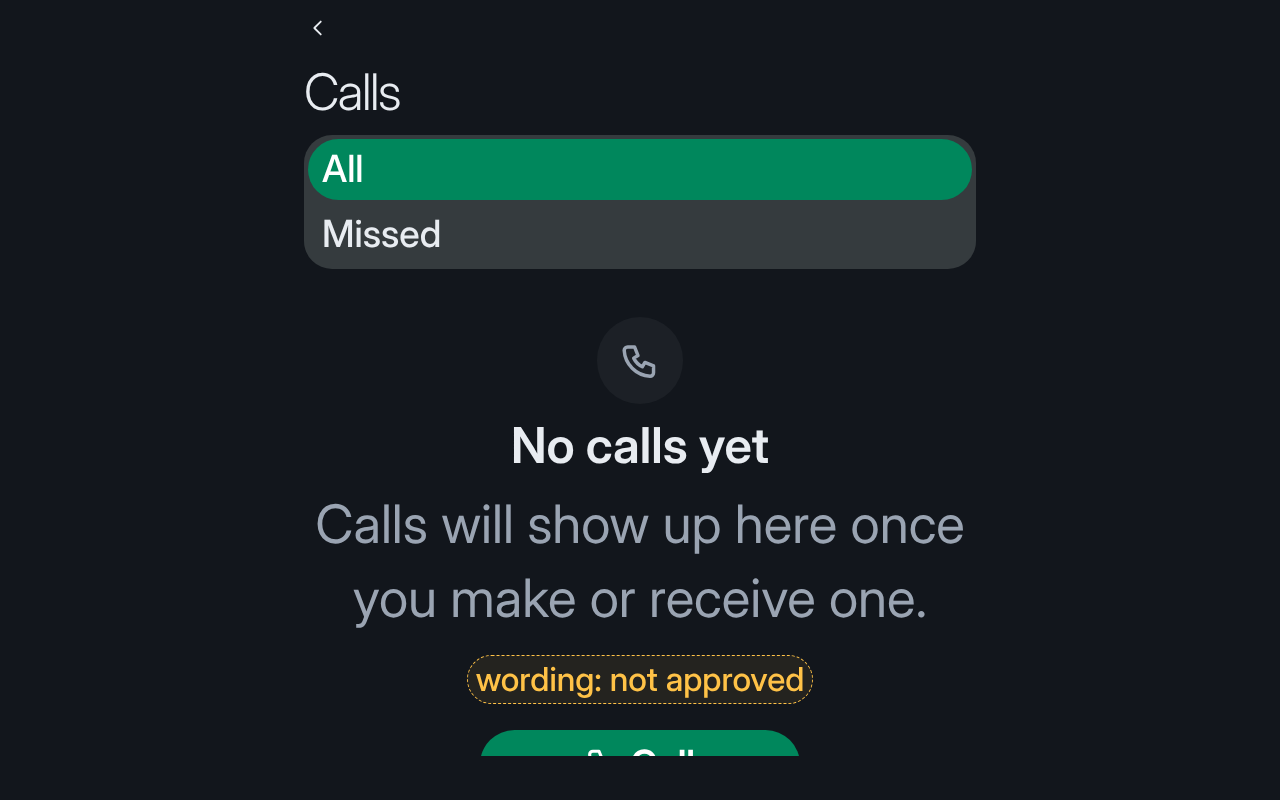 Calls
All
Missed
No calls yet
Calls will show up here once
you make or receive one.
wording: not approved